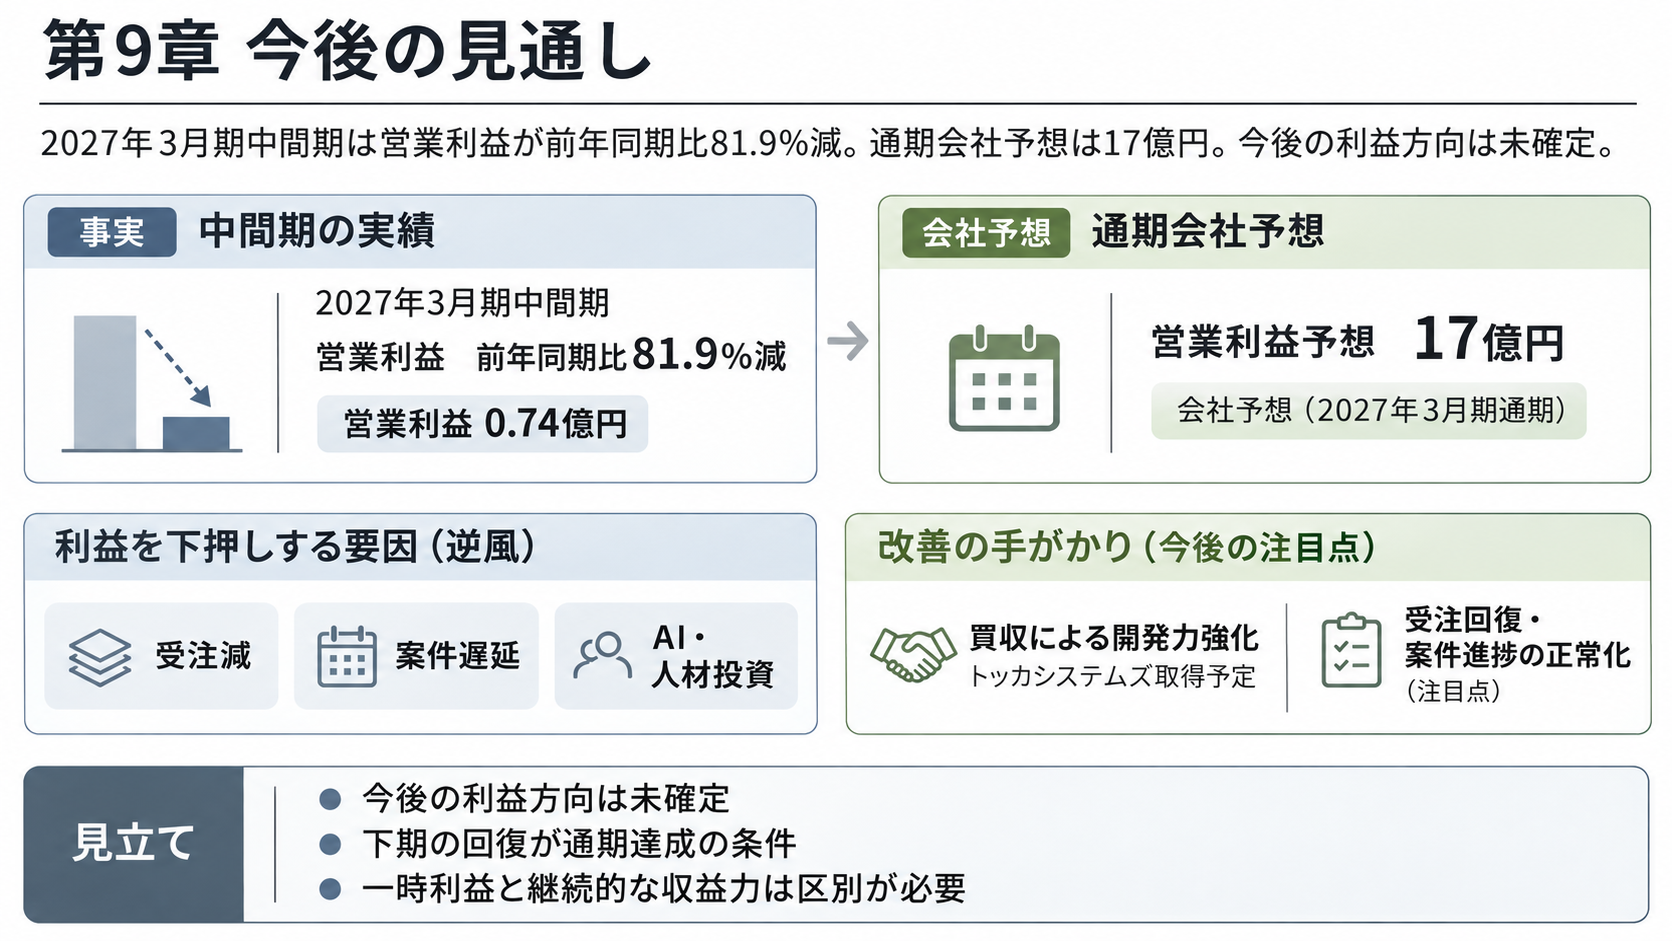 第9章 今後の見通し
2027年3月期中間期は営業利益が前年同期比81.9%減。通期会社予想は17億円。今後の利益方向は未確定。
事実 中間期の実績
2027年3月期中間期
営業利益 前年同期比81.9%減
営業利益 0.74億円
会社予想 通期会社予想
営業利益予想 17億円
会社予想（2027年3月期通期）
利益を下押しする要因（逆風）
受注減
案件遅延
AI・
人材投資
改善の手がかり（今後の注目点）
買収による開発力強化
トッカシステムズ取得予定
受注回復・
案件進捗の正常化
（注目点）
見立て
今後の利益方向は未確定
下期の回復が通期達成の条件
一時利益と継続的な収益力は区別が必要